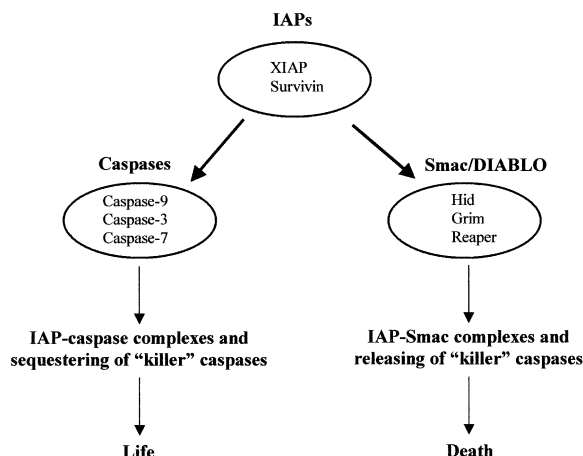 IAPs
XIAP
Survivin
Caspases
Caspase-9
Caspase-3
Caspase-7
Smac/DIABLO
Hid
Grim
Reaper
IAP-caspase complexes and
sequestering of “killer” caspases
IAP-Smac complexes and
releasing of “killer” caspases
Life
Death